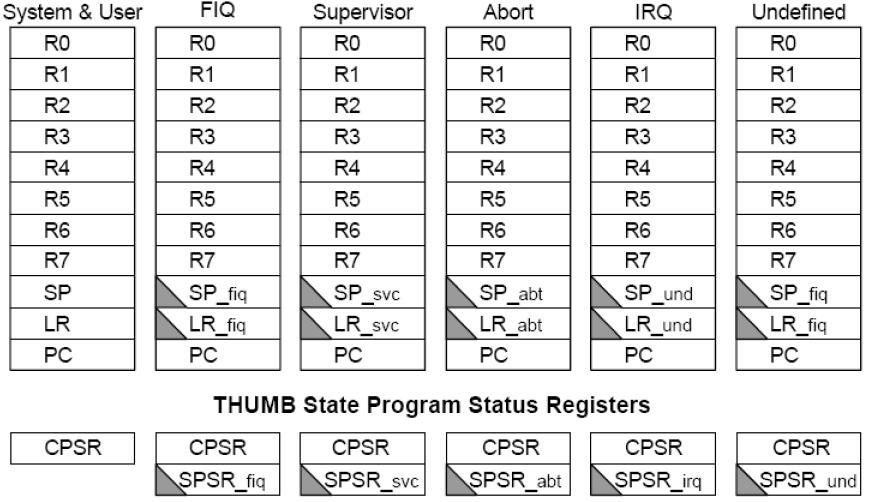 System & User FIQ Supervisor Abort IRQ Undefined
R0 R0 R0 R0 R0 R0
R1 R1 R1 R1 R1 R1
R2 R2 R2 R2 R2 R2
R3 R3 R3 R3 R3 R3
R4 R4 R4 R4 R4 R4
R5 R5 R5 R5 R5 R5
R6 R6 R6 R6 R6 R6
R7 R7 R7 R7 R7 R7
SP SP_fiq SP_svc SP_abt SP_und SP_fiq
LR LR_fiq LR_svc LR_abt LR_und LR_fiq
PC PC PC PC PC PC
THUMB State Program Status Registers
CPSR CPSR CPSR CPSR CPSR CPSR
SPSR_fiq SPSR_svc SPSR_abt SPSR_irq SPSR_und